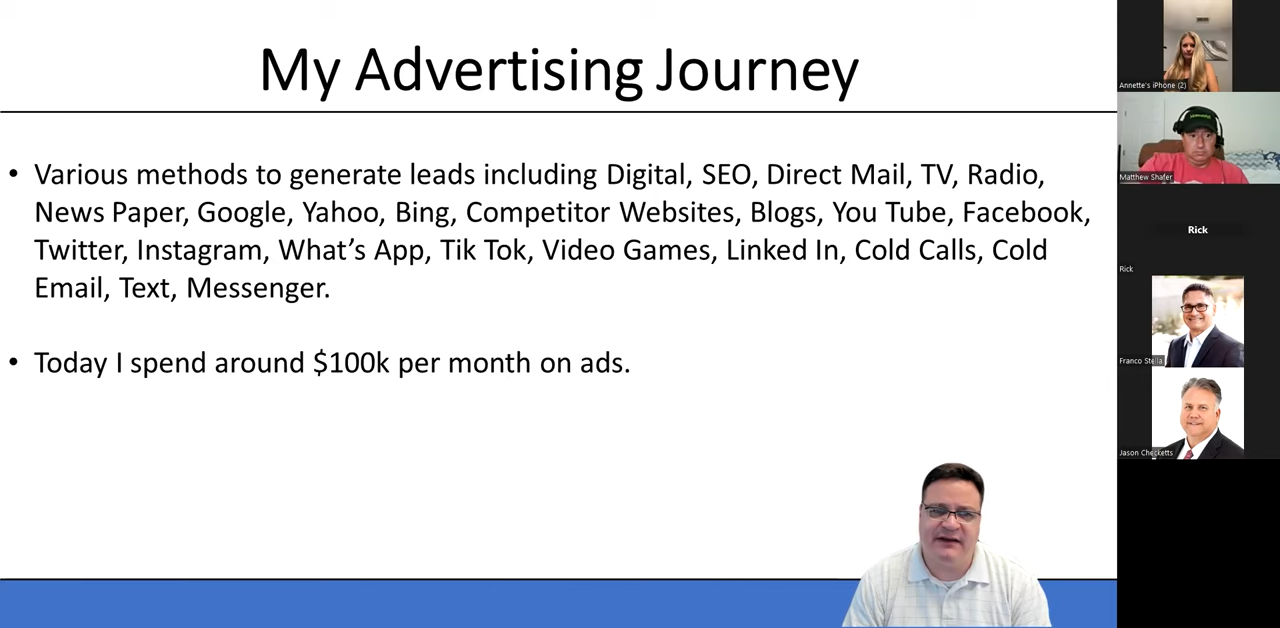 My Advertising Journey
• Various methods to generate leads including Digital, SEO, Direct Mail, TV, Radio,
News Paper, Google, Yahoo, Bing, Competitor Websites, Blogs, You Tube, Facebook,
Twitter, Instagram, What’s App, Tik Tok, Video Games, Linked In, Cold Calls, Cold
Email, Text, Messenger.
• Today I spend around $100k per month on ads.
Annette's iPhone (2)
Matthew Shafer
Rick
Rick
Franco Stella
Jason Checketts